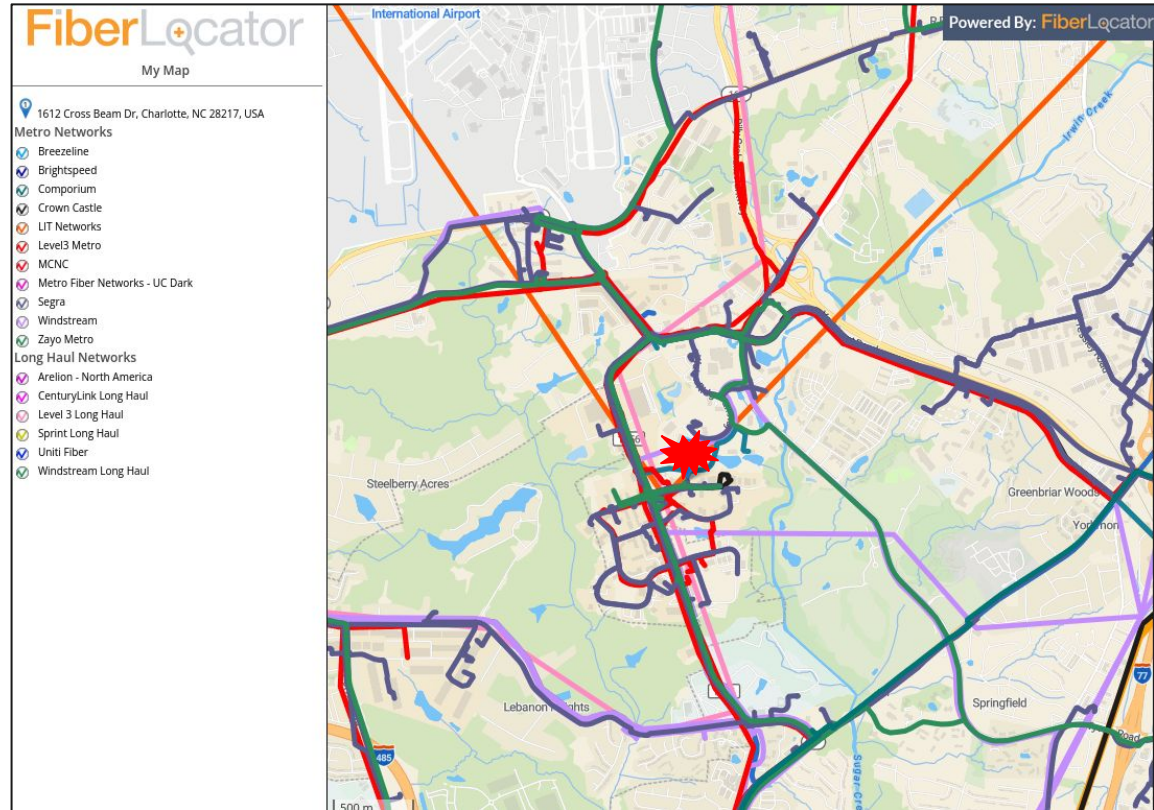 FiberLocator
My Map
1
1612 Cross Beam Dr, Charlotte, NC 28217, USA
Metro Networks
Breezeline
Brightspeed
Comporium
Crown Castle
LIT Networks
Level3 Metro
MCNC
Metro Fiber Networks - UC Dark
Segra
Windstream
Zayo Metro
Long Haul Networks
Arelion - North America
CenturyLink Long Haul
Level 3 Long Haul
Sprint Long Haul
Uniti Fiber
Windstream Long Haul
International Airport
Powered By: FiberLocator
Irwin Creek
Steelberry Acres
Greenbriar Woods
Lebanon Heights
Springfield
Road
77
485
500 m